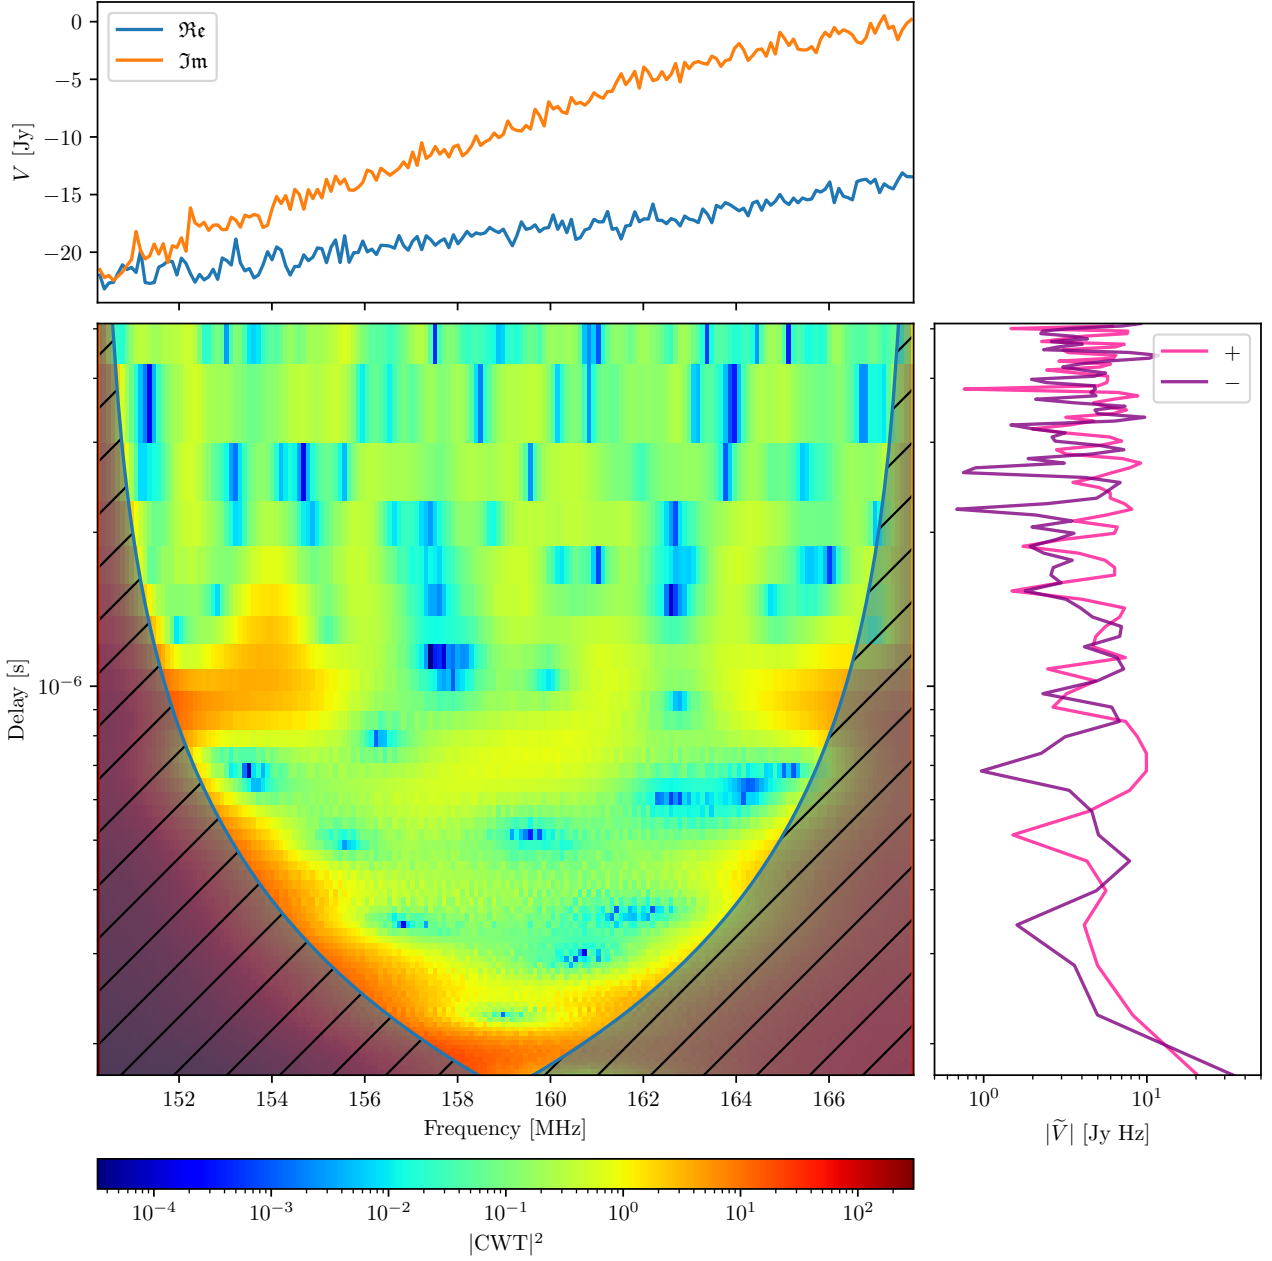 0
−5
−10
−15
−20
V [Jy]
ℜe
ℑm
Delay [s]
10⁻⁶
+
−
152 154 156 158 160 162 164 166
Frequency [MHz]
10⁰ 10¹
|Ṽ| [Jy Hz]
10⁻⁴ 10⁻³ 10⁻² 10⁻¹ 10⁰ 10¹ 10²
|CWT|²